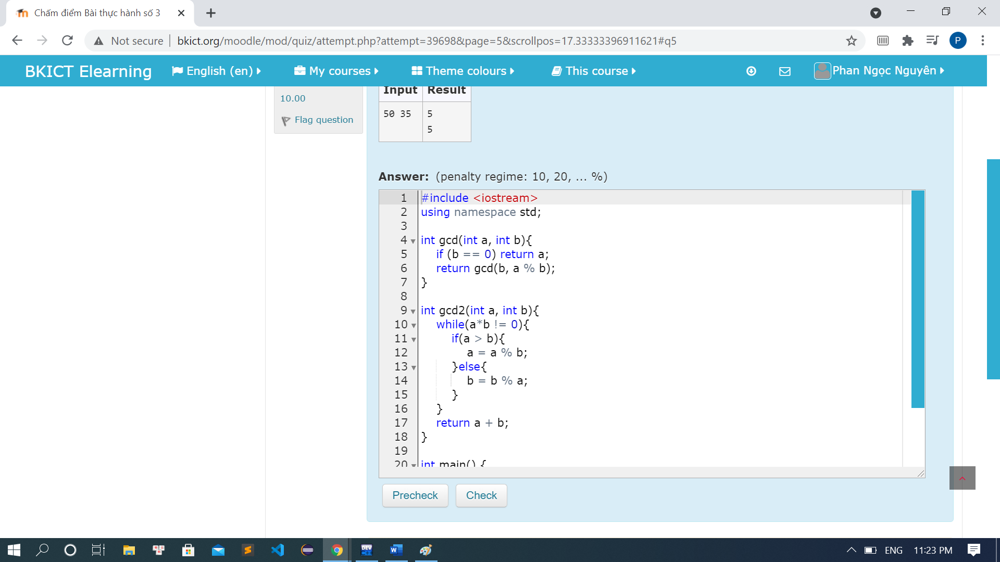 Chấm điểm Bài thực hành số 3
Not secure
bkict.org/moodle/mod/quiz/attempt.php?attempt=39698&page=5&scrollpos=17.33333396911621#q5
P
BKICT Elearning
English (en)
My courses
Theme colours
This course
Phan Ngọc Nguyên
10.00
Flag question
Input Result
50 35 5
5
Answer: (penalty regime: 10, 20, ... %)
1 #include <iostream>
2 using namespace std;
3
4 int gcd(int a, int b){
5 if (b == 0) return a;
6 return gcd(b, a % b);
7 }
8
9 int gcd2(int a, int b){
10 while(a*b != 0){
11 if(a > b){
12 a = a % b;
13 }else{
14 b = b % a;
15 }
16 }
17 return a + b;
18 }
19
20 int main() {
Precheck Check
DEV
W
ENG 11:23 PM